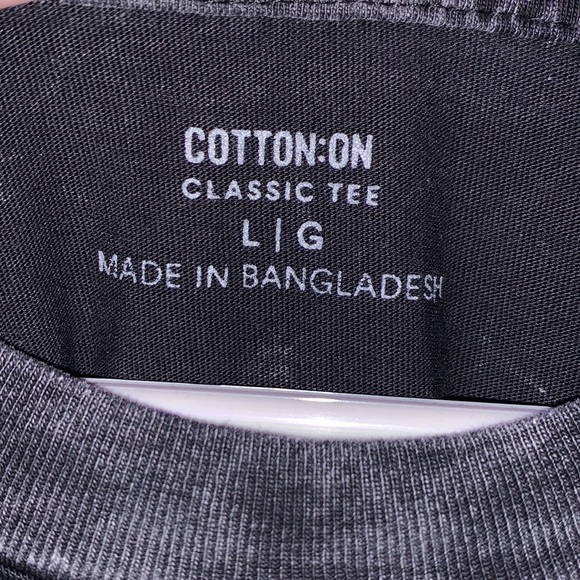 COTTON:ON
CLASSIC TEE
L|G
MADE IN BANGLADESH